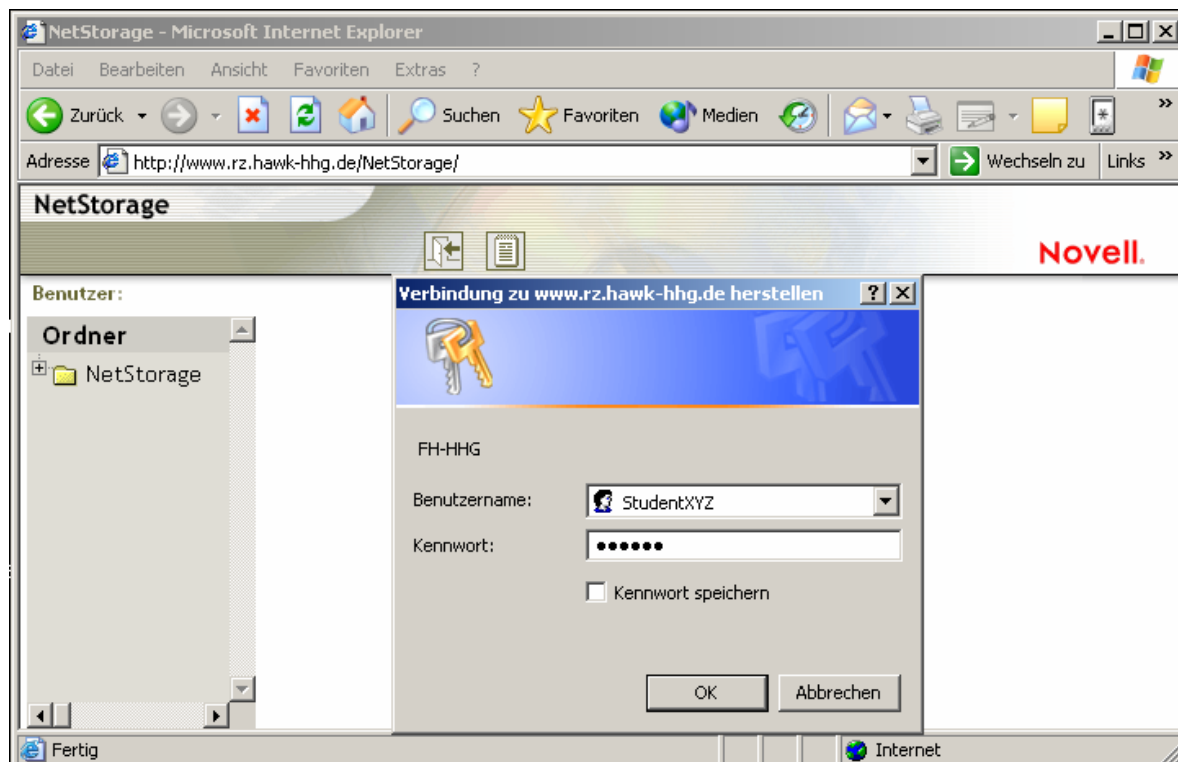 NetStorage - Microsoft Internet Explorer
Datei Bearbeiten Ansicht Favoriten Extras ?
Zurück Suchen Favoriten Medien »
Adresse http://www.rz.hawk-hhg.de/NetStorage/ Wechseln zu Links »
NetStorage
Novell.
Benutzer:
Ordner
NetStorage
Verbindung zu www.rz.hawk-hhg.de herstellen
FH-HHG
Benutzername: StudentXYZ
Kennwort: ●●●●●●
Kennwort speichern
OK Abbrechen
Fertig Internet